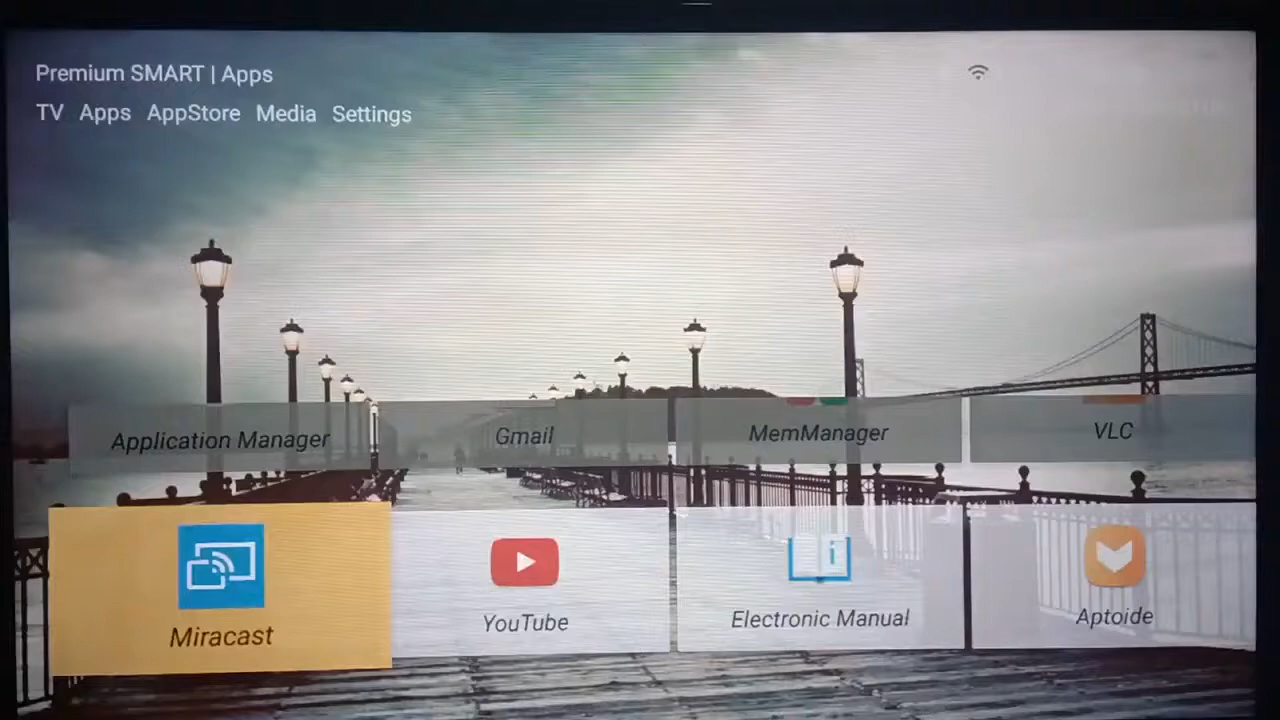 Premium SMART | Apps
TV Apps AppStore Media Settings
Application Manager Gmail MemManager VLC
Miracast YouTube Electronic Manual Aptoide